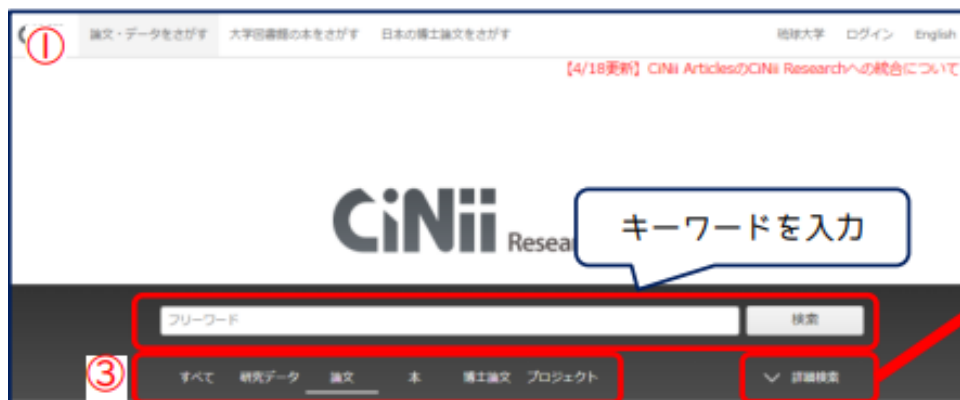 ①
論文・データをさがす 大学図書館の本をさがす 日本の博士論文をさがす 琉球大学 ログイン English
【4/18更新】CiNii ArticlesのCiNii Researchへの統合について
CiNii Resea
キーワードを入力
フリーワード 検索
③ すべて 研究データ 論文 本 博士論文 プロジェクト 詳細検索